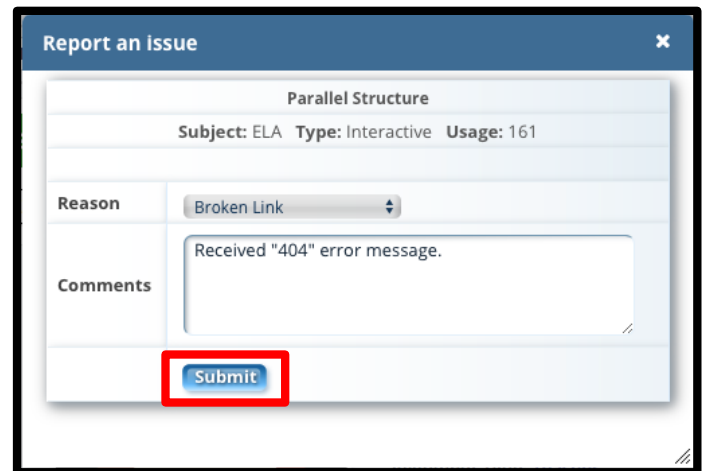 Report an issue ×
Parallel Structure
Subject: ELA Type: Interactive Usage: 161
Reason Broken Link
Received "404" error message.
Comments
Submit